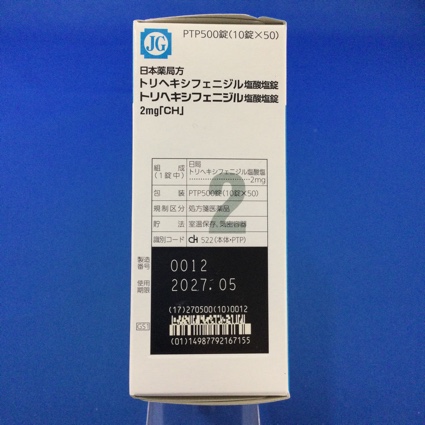 JG
PTP500錠(10錠×50)
日本薬局方
トリヘキシフェニジル塩酸塩錠
トリヘキシフェニジル塩酸塩錠
2mg「CH」
組成(1錠中) 日局 トリヘキシフェニジル塩酸塩 ……………2mg
包装 PTP500錠(10錠×50)
規制区分 処方箋医薬品
貯法 室温保存、気密容器
識別コード CH 522(本体・PTP)
2
製造番号 0012
使用期限 2027.05
(17)270500(10)0012
GS1
(01)14987792167155